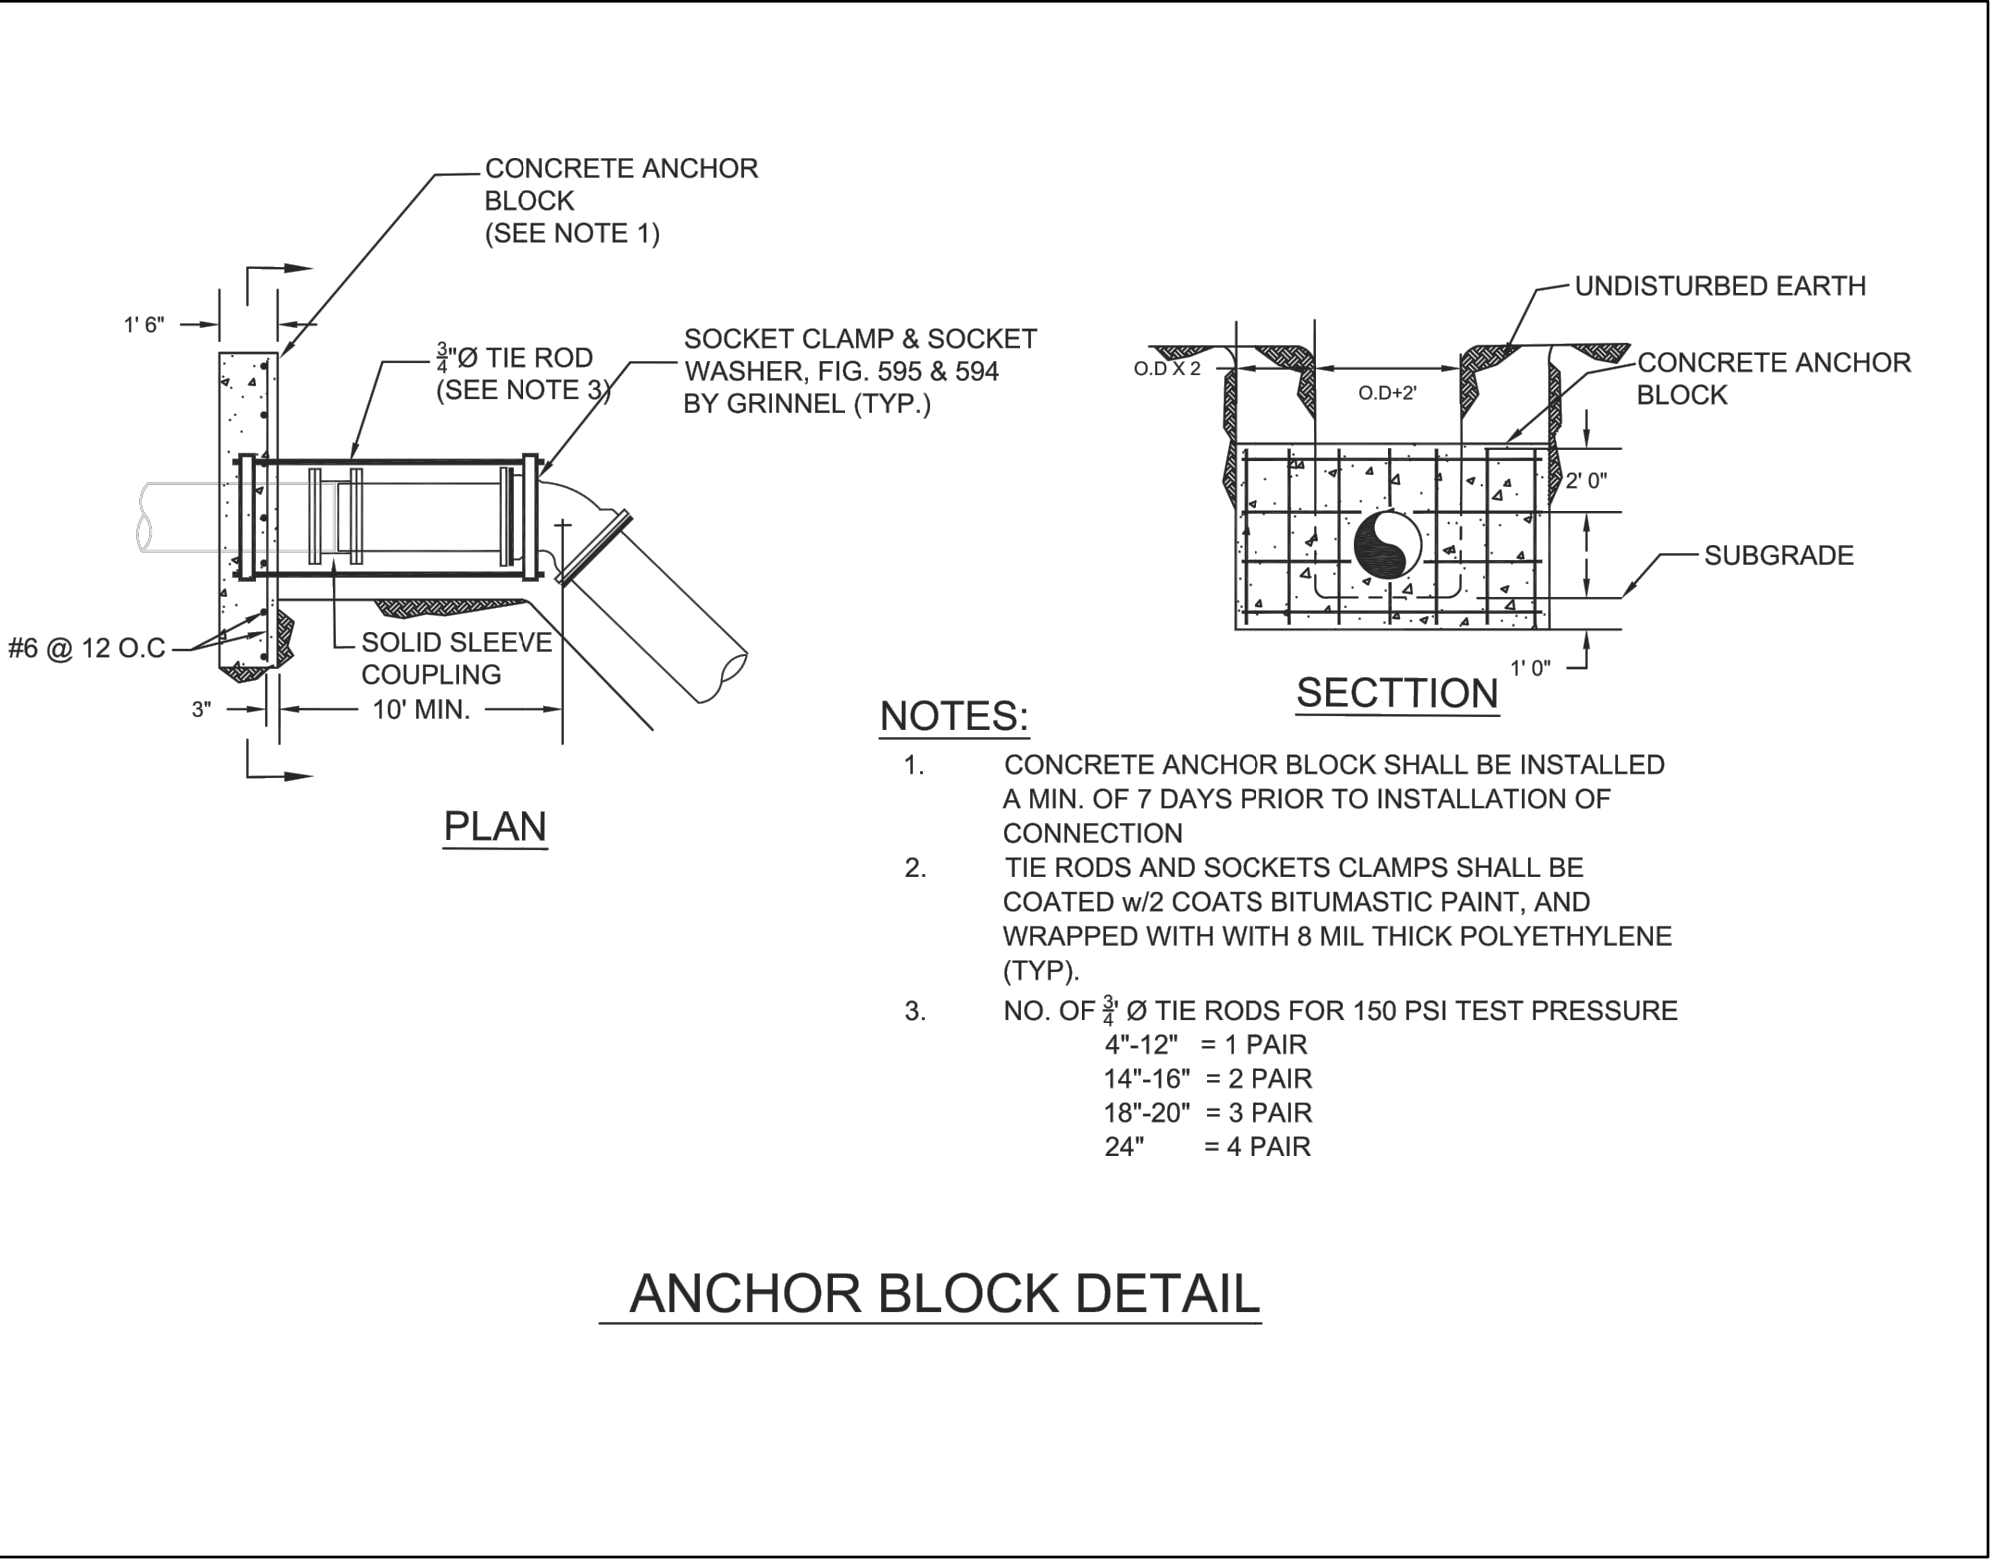 CONCRETE ANCHOR
BLOCK
(SEE NOTE 1)
1' 6"
3/4"Ø TIE ROD
(SEE NOTE 3)
SOCKET CLAMP & SOCKET
WASHER, FIG. 595 & 594
BY GRINNEL (TYP.)
#6 @ 12 O.C
SOLID SLEEVE
COUPLING
3"
10' MIN.
PLAN
UNDISTURBED EARTH
CONCRETE ANCHOR
BLOCK
O.D X 2
O.D+2'
2' 0"
SUBGRADE
1' 0"
SECTTION
NOTES:
1. CONCRETE ANCHOR BLOCK SHALL BE INSTALLED
A MIN. OF 7 DAYS PRIOR TO INSTALLATION OF
CONNECTION
2. TIE RODS AND SOCKETS CLAMPS SHALL BE
COATED w/2 COATS BITUMASTIC PAINT, AND
WRAPPED WITH WITH 8 MIL THICK POLYETHYLENE
(TYP).
3. NO. OF 3/4' Ø TIE RODS FOR 150 PSI TEST PRESSURE
4"-12" = 1 PAIR
14"-16" = 2 PAIR
18"-20" = 3 PAIR
24" = 4 PAIR
ANCHOR BLOCK DETAIL